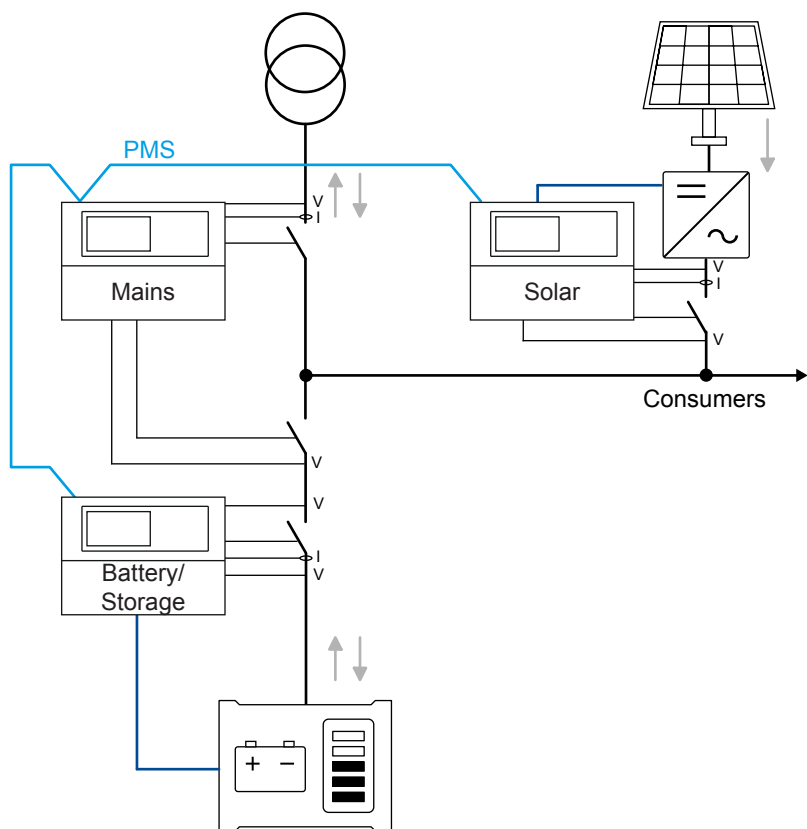 PMS
V
I
Mains
V
I
Solar
V
Consumers
V
V
I
V
Battery/
Storage
+ −